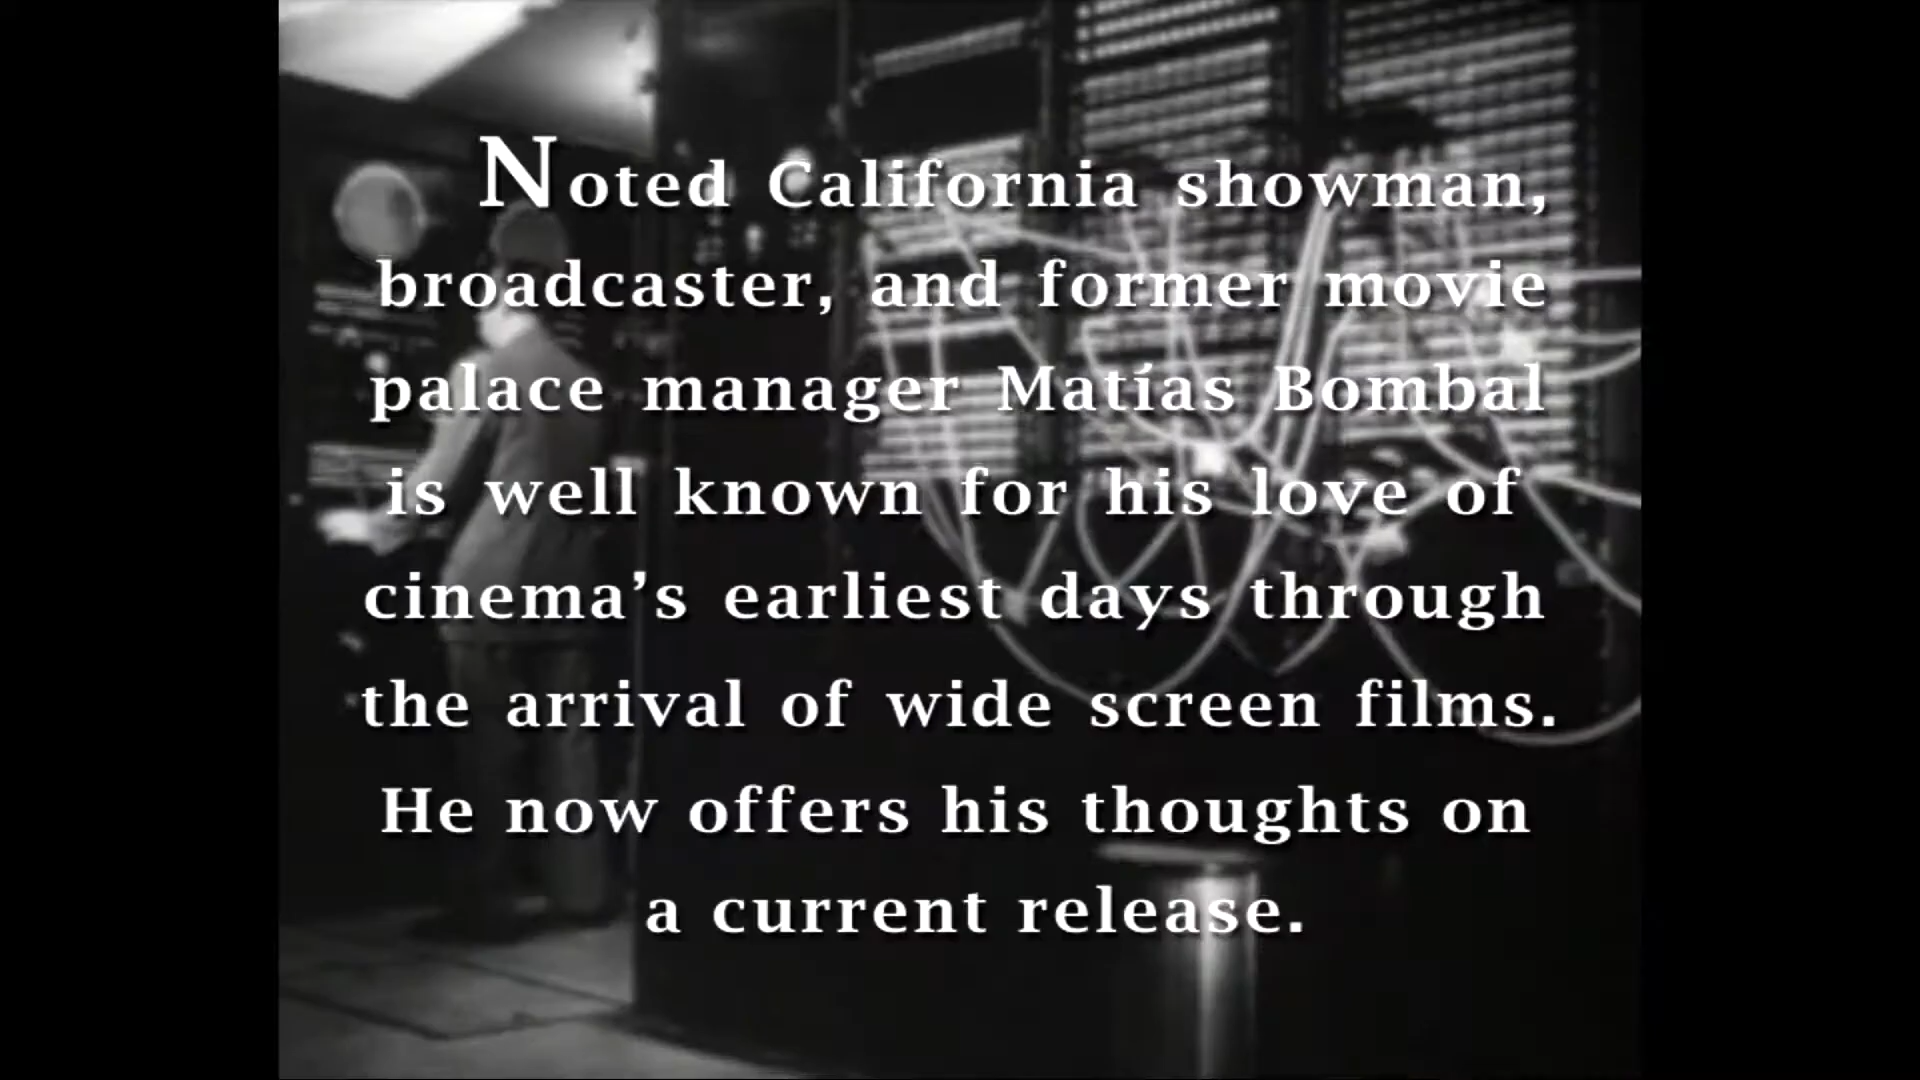 Noted California showman,
broadcaster, and former movie
palace manager Matías Bombal
is well known for his love of
cinema’s earliest days through
the arrival of wide screen films.
He now offers his thoughts on
a current release.